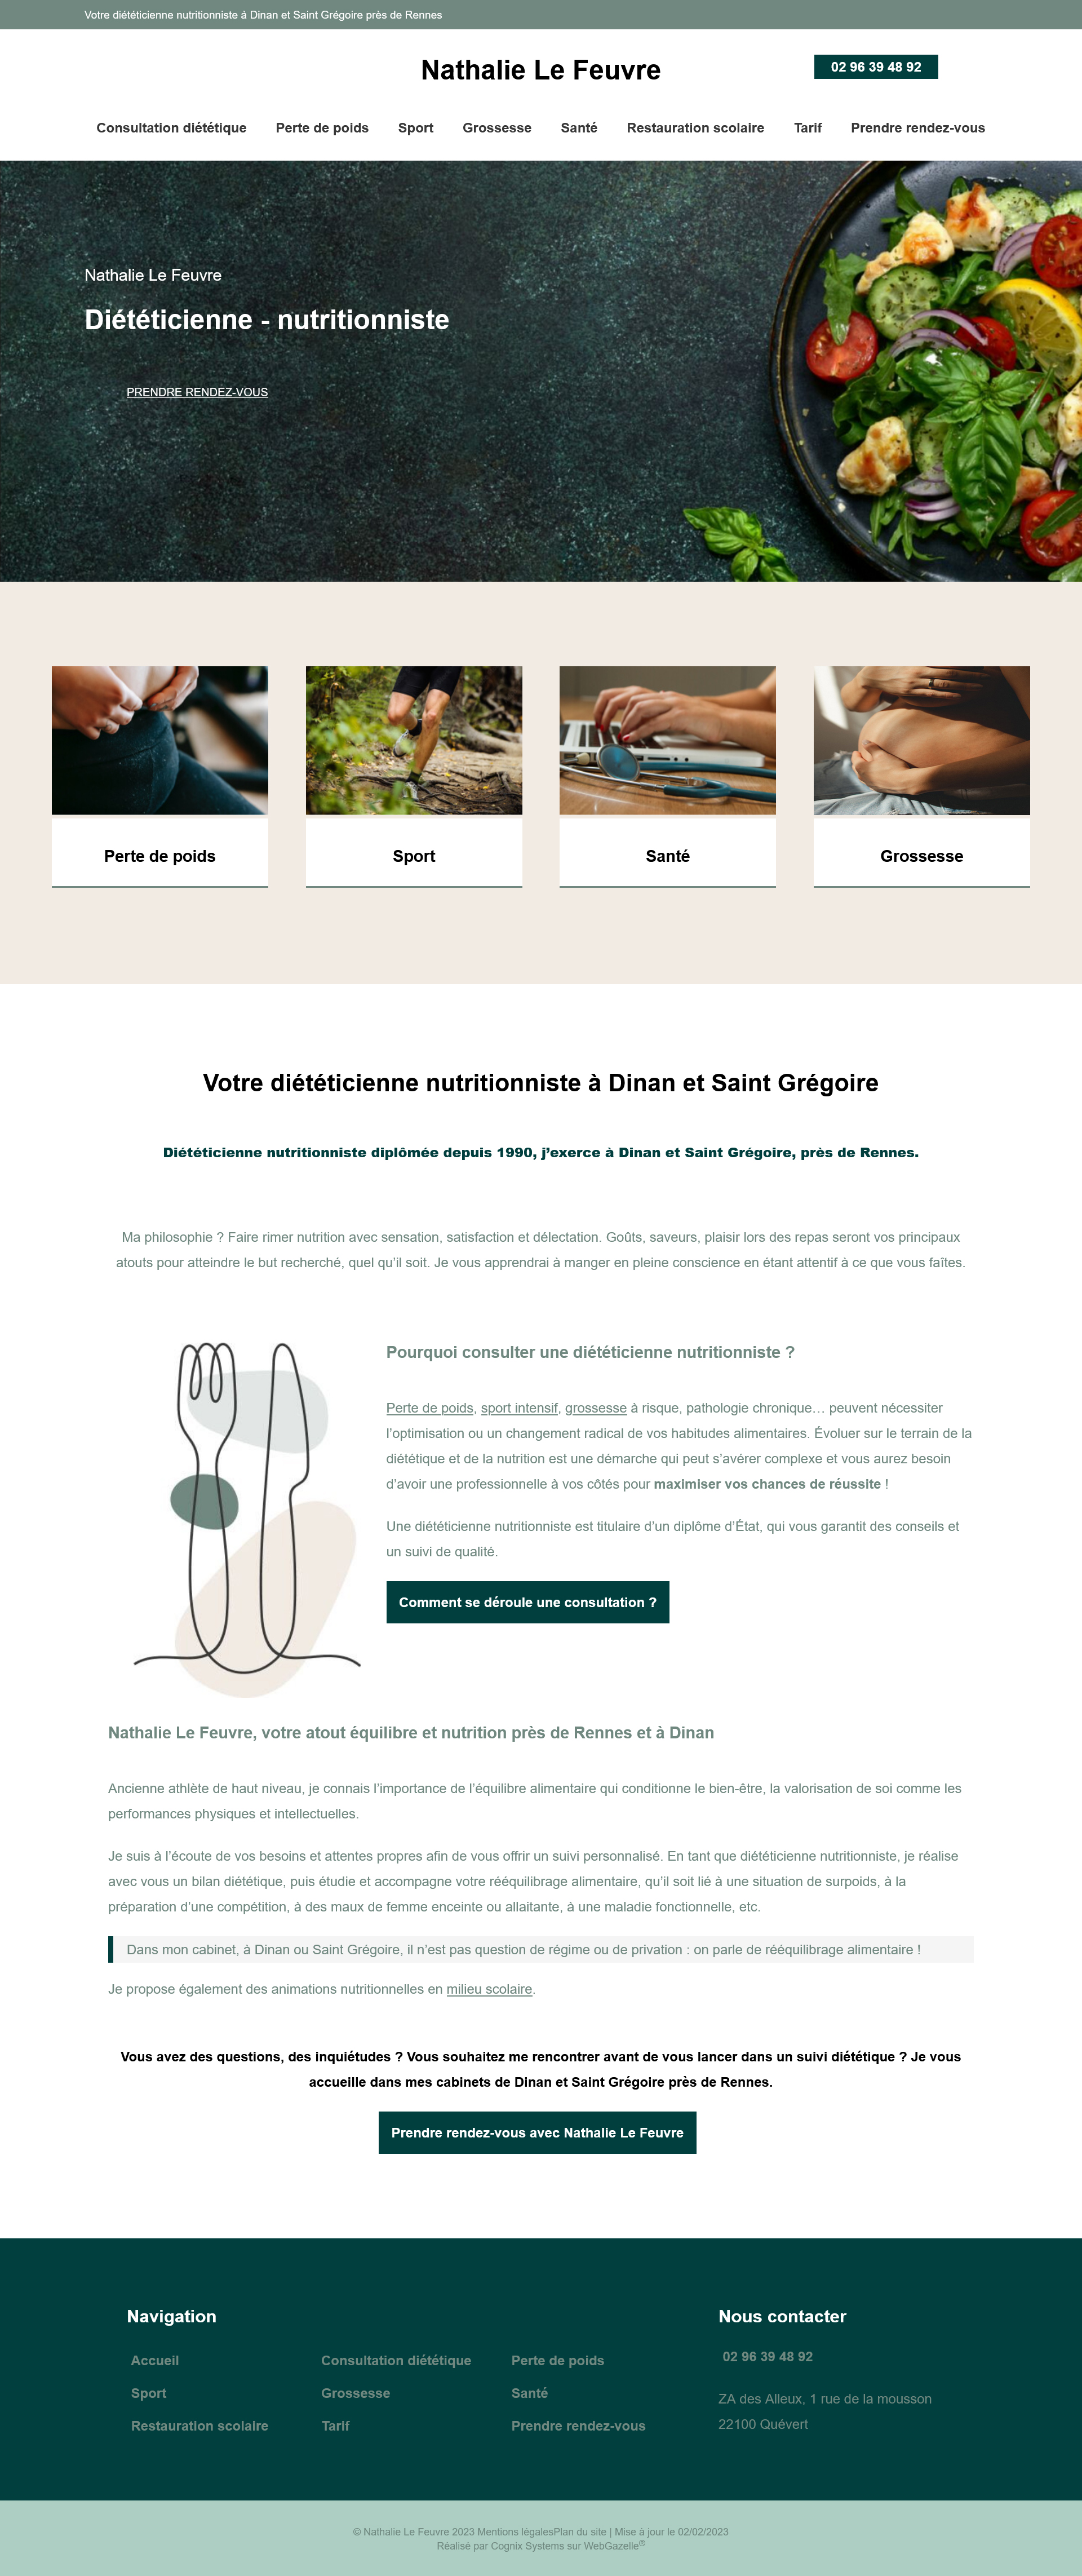 Votre diététicienne nutritionniste à Dinan et Saint Grégoire près de Rennes
Nathalie Le Feuvre
02 96 39 48 92
Consultation diététique Perte de poids Sport Grossesse Santé Restauration scolaire Tarif Prendre rendez-vous
Nathalie Le Feuvre
Diététicienne - nutritionniste
PRENDRE RENDEZ-VOUS
Perte de poids Sport Santé Grossesse
Votre diététicienne nutritionniste à Dinan et Saint Grégoire
Diététicienne nutritionniste diplômée depuis 1990, j’exerce à Dinan et Saint Grégoire, près de Rennes.
Ma philosophie ? Faire rimer nutrition avec sensation, satisfaction et délectation. Goûts, saveurs, plaisir lors des repas seront vos principaux
atouts pour atteindre le but recherché, quel qu’il soit. Je vous apprendrai à manger en pleine conscience en étant attentif à ce que vous faîtes.
Pourquoi consulter une diététicienne nutritionniste ?
Perte de poids, sport intensif, grossesse à risque, pathologie chronique… peuvent nécessiter
l’optimisation ou un changement radical de vos habitudes alimentaires. Évoluer sur le terrain de la
diététique et de la nutrition est une démarche qui peut s’avérer complexe et vous aurez besoin
d’avoir une professionnelle à vos côtés pour maximiser vos chances de réussite !
Une diététicienne nutritionniste est titulaire d’un diplôme d’État, qui vous garantit des conseils et
un suivi de qualité.
Comment se déroule une consultation ?
Nathalie Le Feuvre, votre atout équilibre et nutrition près de Rennes et à Dinan
Ancienne athlète de haut niveau, je connais l’importance de l’équilibre alimentaire qui conditionne le bien-être, la valorisation de soi comme les
performances physiques et intellectuelles.
Je suis à l’écoute de vos besoins et attentes propres afin de vous offrir un suivi personnalisé. En tant que diététicienne nutritionniste, je réalise
avec vous un bilan diététique, puis étudie et accompagne votre rééquilibrage alimentaire, qu’il soit lié à une situation de surpoids, à la
préparation d’une compétition, à des maux de femme enceinte ou allaitante, à une maladie fonctionnelle, etc.
Dans mon cabinet, à Dinan ou Saint Grégoire, il n’est pas question de régime ou de privation : on parle de rééquilibrage alimentaire !
Je propose également des animations nutritionnelles en milieu scolaire.
Vous avez des questions, des inquiétudes ? Vous souhaitez me rencontrer avant de vous lancer dans un suivi diététique ? Je vous
accueille dans mes cabinets de Dinan et Saint Grégoire près de Rennes.
Prendre rendez-vous avec Nathalie Le Feuvre
Navigation
Accueil Consultation diététique Perte de poids
Sport Grossesse Santé
Restauration scolaire Tarif Prendre rendez-vous
Nous contacter
02 96 39 48 92
ZA des Alleux, 1 rue de la mousson
22100 Quévert
© Nathalie Le Feuvre 2023 Mentions légalesPlan du site | Mise à jour le 02/02/2023
Réalisé par Cognix Systems sur WebGazelle®